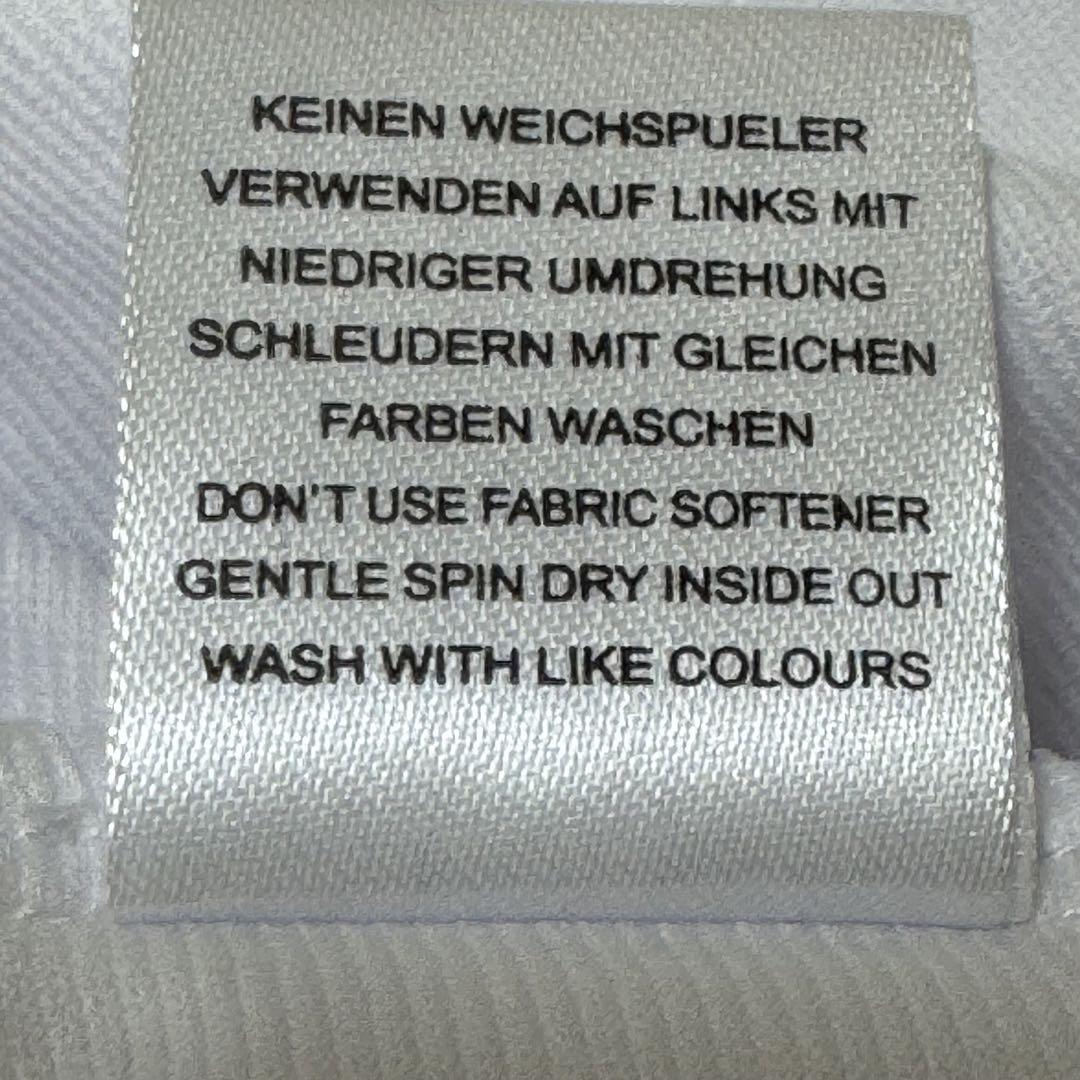 KEINEN WEICHSPUELER
VERWENDEN AUF LINKS MIT
NIEDRIGER UMDREHUNG
SCHLEUDERN MIT GLEICHEN
FARBEN WASCHEN
DON'T USE FABRIC SOFTENER
GENTLE SPIN DRY INSIDE OUT
WASH WITH LIKE COLOURS